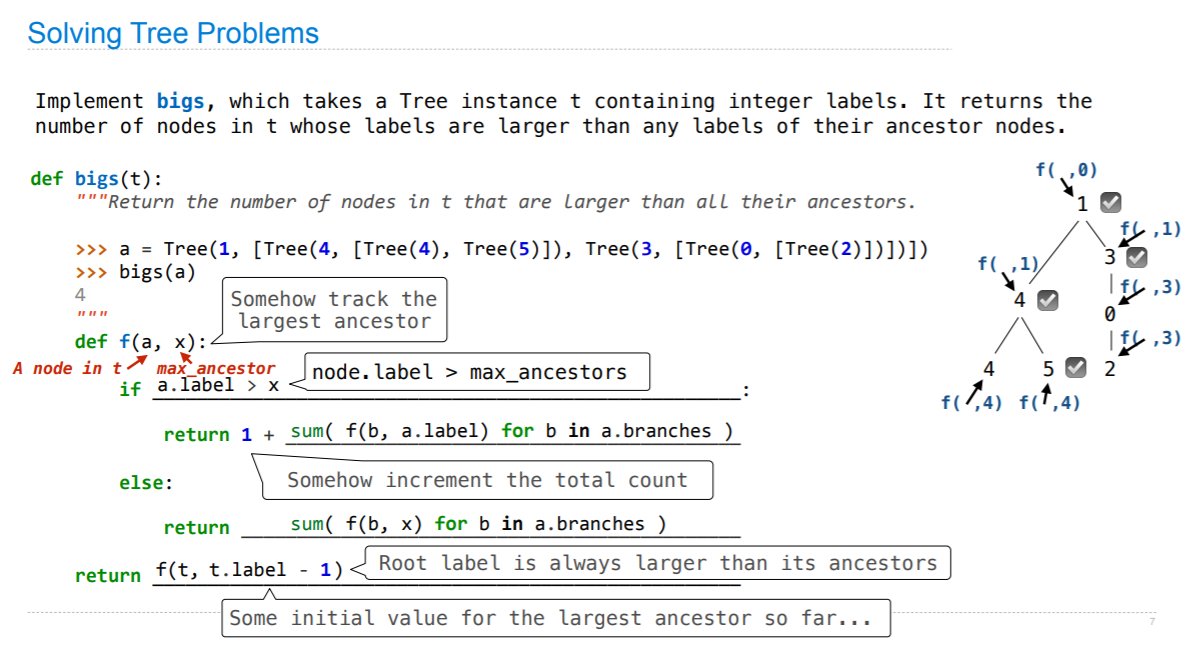 Solving Tree Problems
Implement bigs, which takes a Tree instance t containing integer labels. It returns the
number of nodes in t whose labels are larger than any labels of their ancestor nodes.
def bigs(t):
"""Return the number of nodes in t that are larger than all their ancestors.
>>> a = Tree(1, [Tree(4, [Tree(4), Tree(5)]), Tree(3, [Tree(0, [Tree(2)])])])
>>> bigs(a)
4
"""
Somehow track the
largest ancestor
def f(a, x):
A node in t
max_ancestor
if a.label > x :
node.label > max_ancestors
return 1 + sum( f(b, a.label) for b in a.branches )
Somehow increment the total count
else:
return sum( f(b, x) for b in a.branches )
return f(t, t.label - 1)
Root label is always larger than its ancestors
Some initial value for the largest ancestor so far...
f( ,0)
1
f( ,1)
3
f( ,1)
4
f( ,3)
0
f( ,3)
4
5
2
f( ,4)
f( ,4)
7